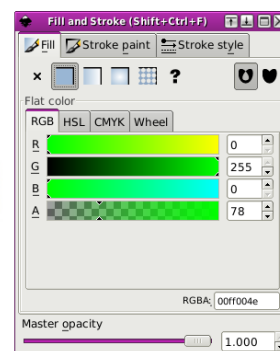 Fill and Stroke (Shift+Ctrl+F)
Fill Stroke paint Stroke style
?
Flat color
RGB HSL CMYK Wheel
R 0
G 255
B 0
A 78
RGBA: 00ff004e
Master opacity
1.000